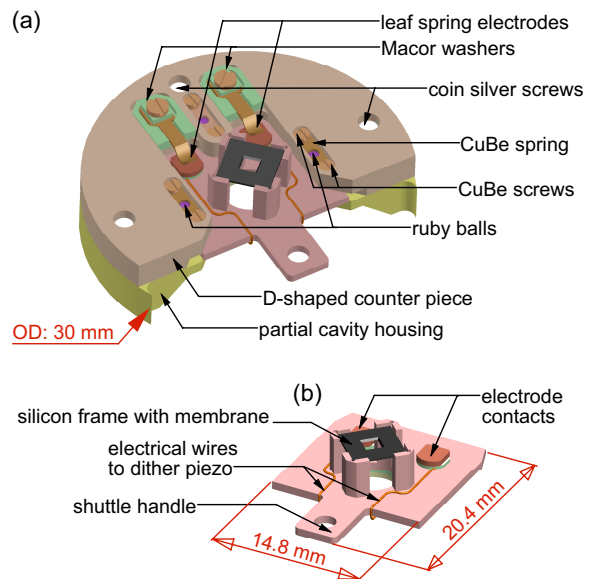 (a)
leaf spring electrodes
Macor washers
coin silver screws
CuBe spring
CuBe screws
ruby balls
D-shaped counter piece
partial cavity housing
OD: 30 mm
(b)
electrode
contacts
silicon frame with membrane
electrical wires
to dither piezo
shuttle handle
14.8 mm
20.4 mm